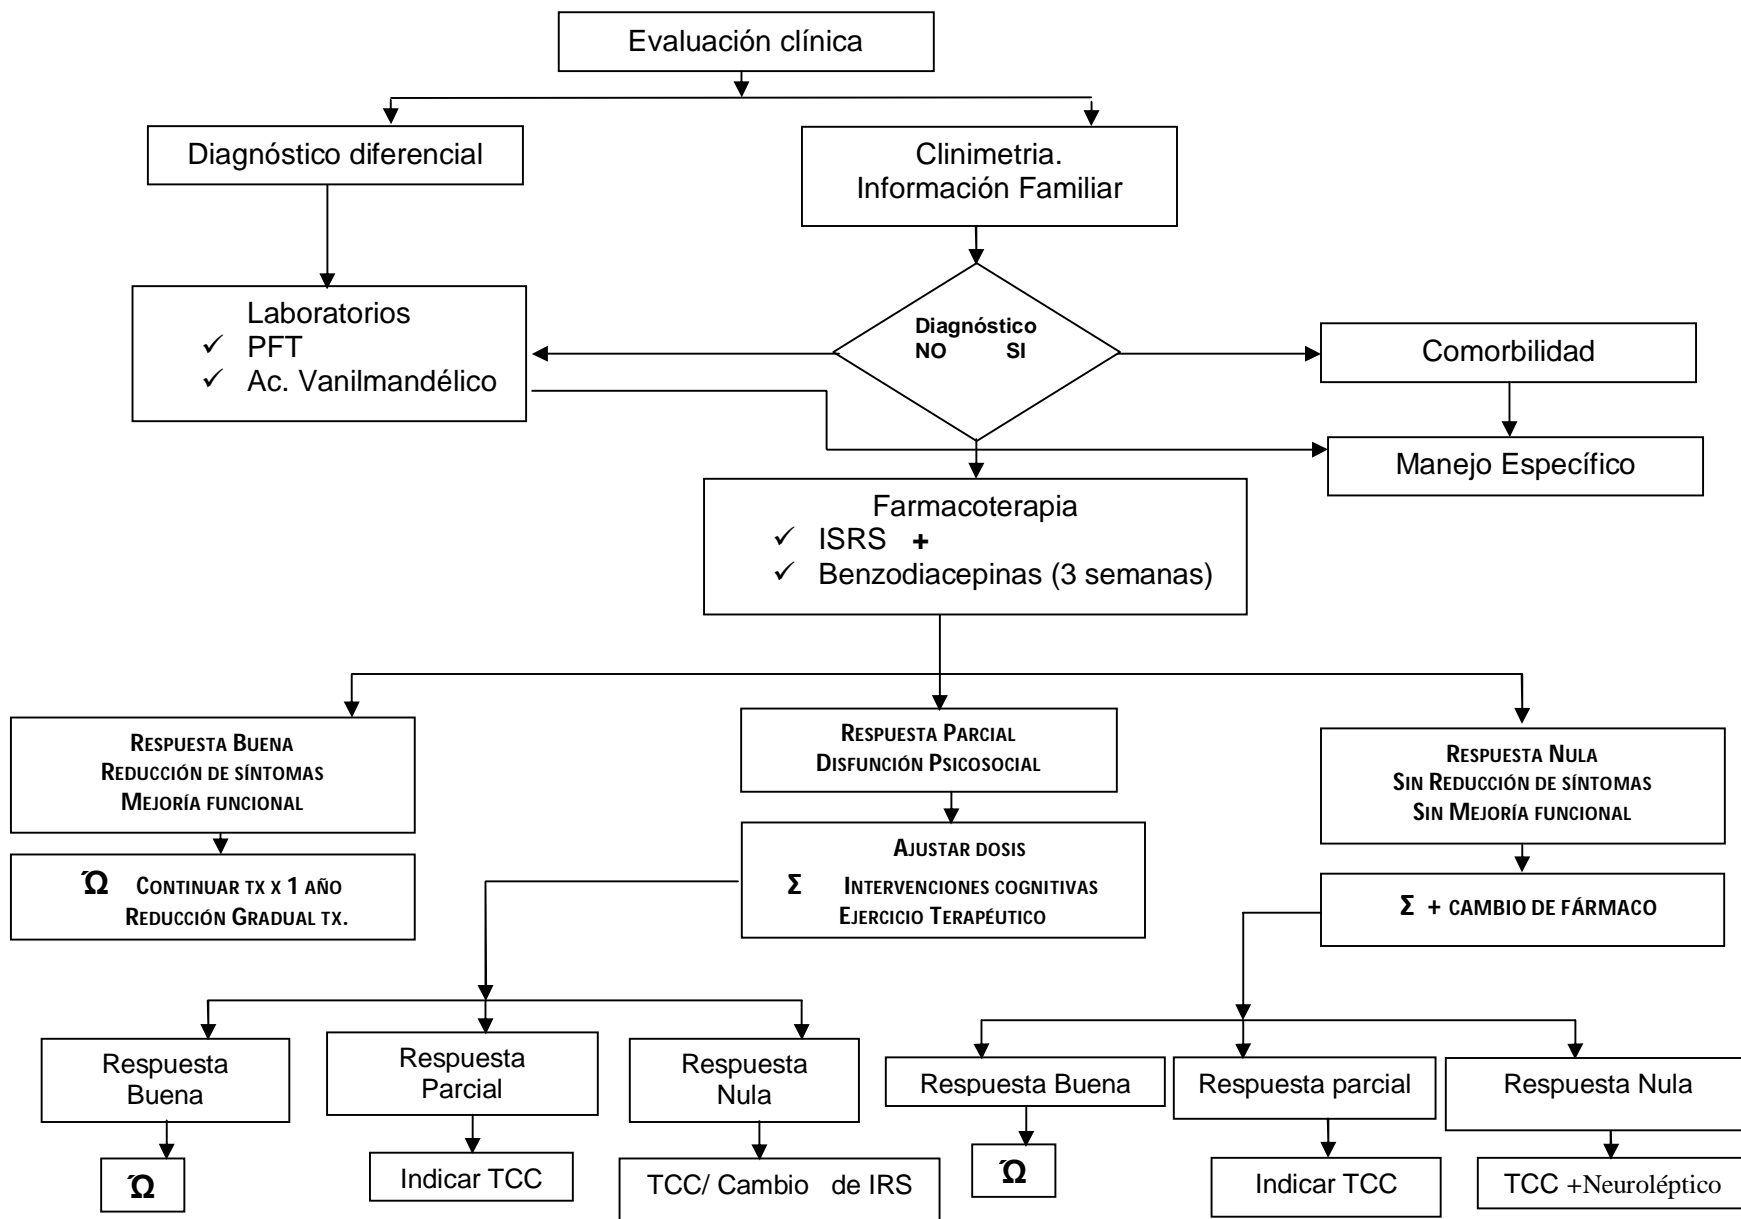 Evaluación clínica
Diagnóstico diferencial
Clinimetria.
Información Familiar
Laboratorios
✓ PFT
✓ Ac. Vanilmandélico
Diagnóstico
NO SI
Comorbilidad
Manejo Específico
Farmacoterapia
✓ ISRS +
✓ Benzodiacepinas (3 semanas)
RESPUESTA BUENA
REDUCCIÓN DE SÍNTOMAS
MEJORÍA FUNCIONAL
RESPUESTA PARCIAL
DISFUNCIÓN PSICOSOCIAL
RESPUESTA NULA
SIN REDUCCIÓN DE SÍNTOMAS
SIN MEJORÍA FUNCIONAL
Ώ CONTINUAR TX X 1 AÑO
REDUCCIÓN GRADUAL TX.
AJUSTAR DOSIS
Σ INTERVENCIONES COGNITIVAS
EJERCICIO TERAPÉUTICO
Σ + CAMBIO DE FÁRMACO
Respuesta
Buena
Respuesta
Parcial
Respuesta
Nula
Respuesta Buena
Respuesta parcial
Respuesta Nula
Ώ
Indicar TCC
TCC/ Cambio de IRS
Ώ
Indicar TCC
TCC +Neuroléptico